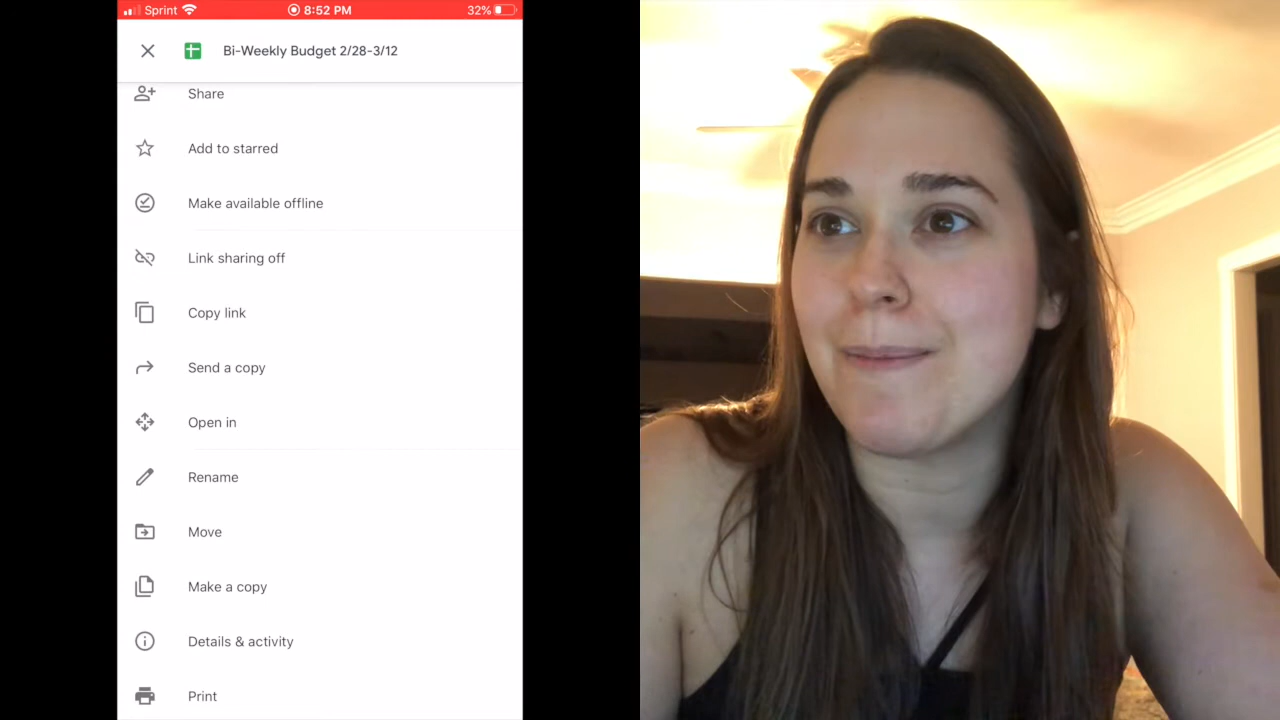 Sprint 8:52 PM 32%
Bi-Weekly Budget 2/28-3/12
Share
Add to starred
Make available offline
Link sharing off
Copy link
Send a copy
Open in
Rename
Move
Make a copy
Details & activity
Print